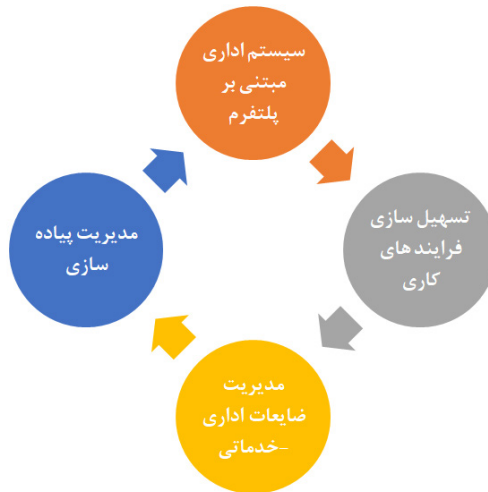 سیستم اداری
مبتنی بر
پلتفرم
تسهیل سازی
فرایندهای
کاری
مدیریت
ضایعات اداری
-خدماتی
مدیریت پیاده
سازی